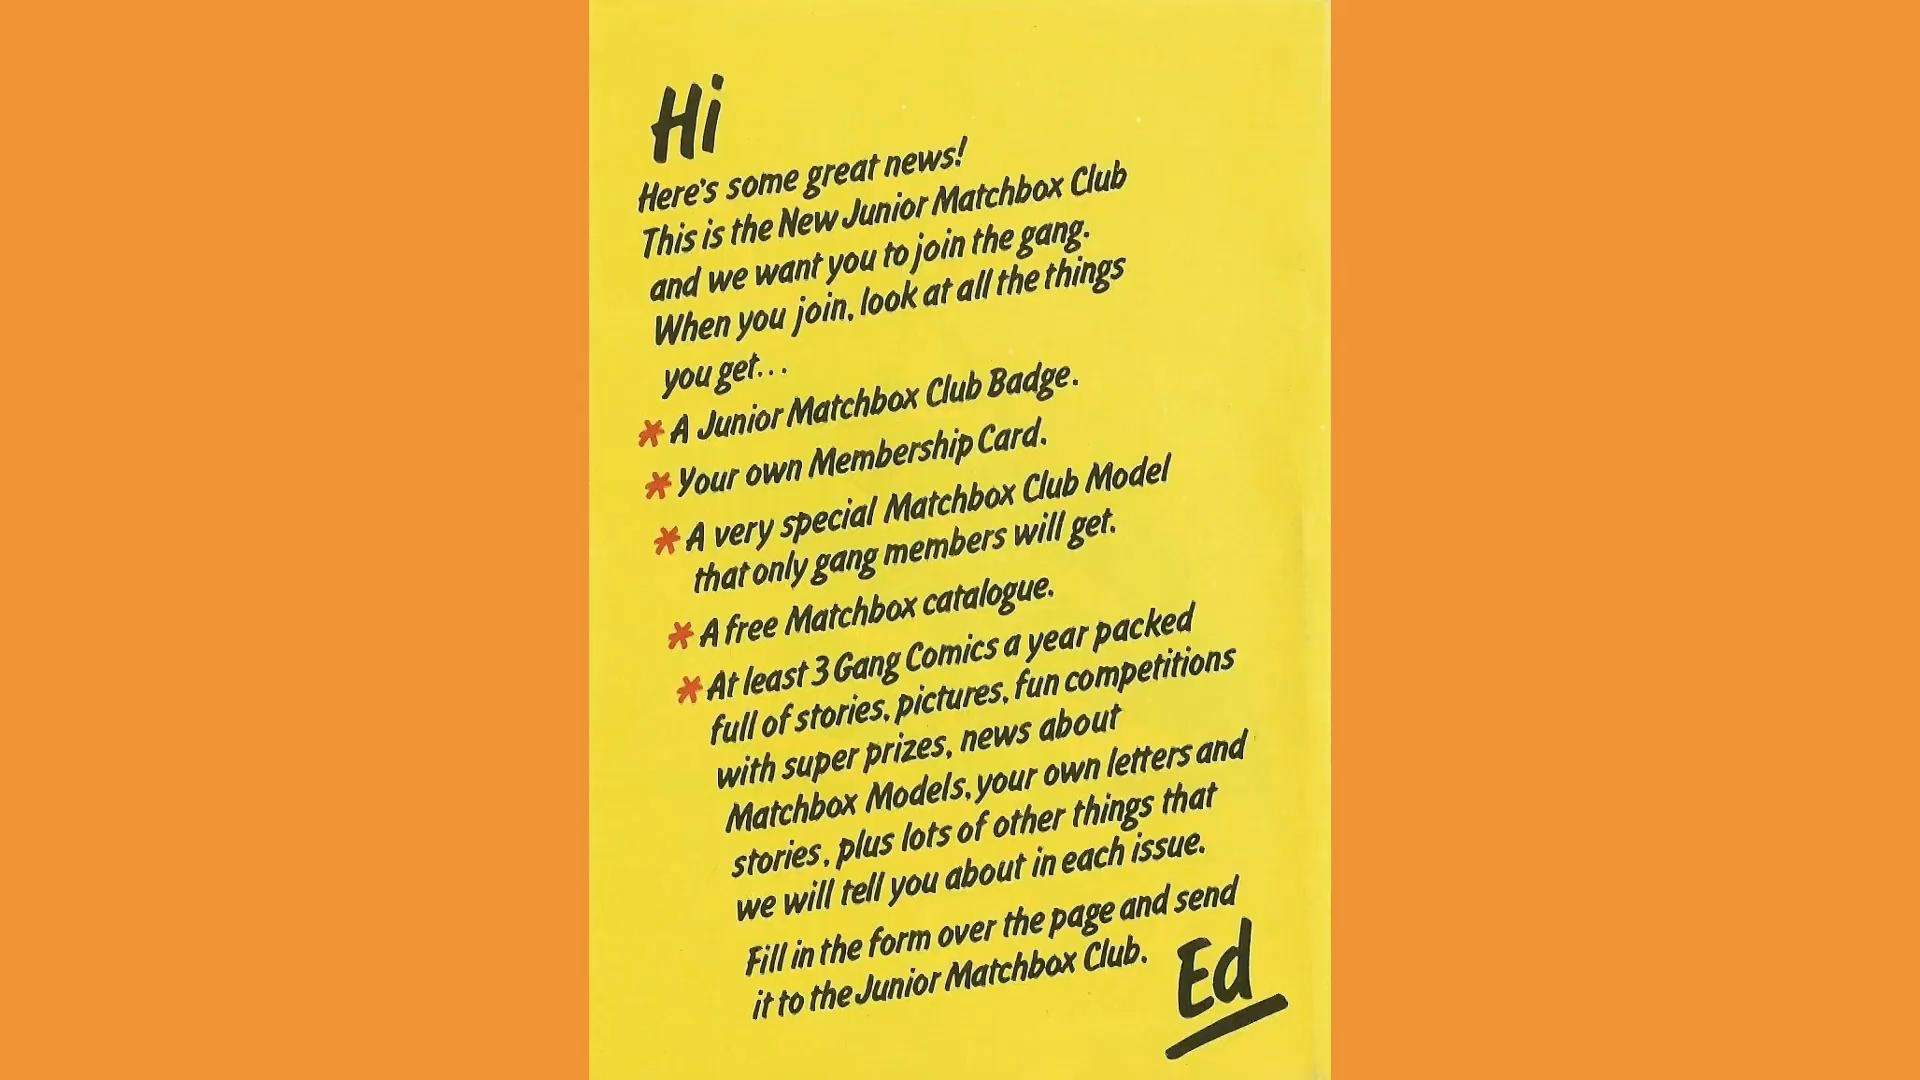 Hi
Here's some great news!
This is the New Junior Matchbox Club
and we want you to join the gang.
When you join, look at all the things
you get...
* A Junior Matchbox Club Badge.
* Your own Membership Card.
* A very special Matchbox Club Model
that only gang members will get.
* A free Matchbox catalogue.
* At least 3 Gang Comics a year packed
full of stories, pictures, fun competitions
with super prizes, news about
Matchbox Models, your own letters and
stories, plus lots of other things that
we will tell you about in each issue.
Fill in the form over the page and send
it to the Junior Matchbox Club.
Ed